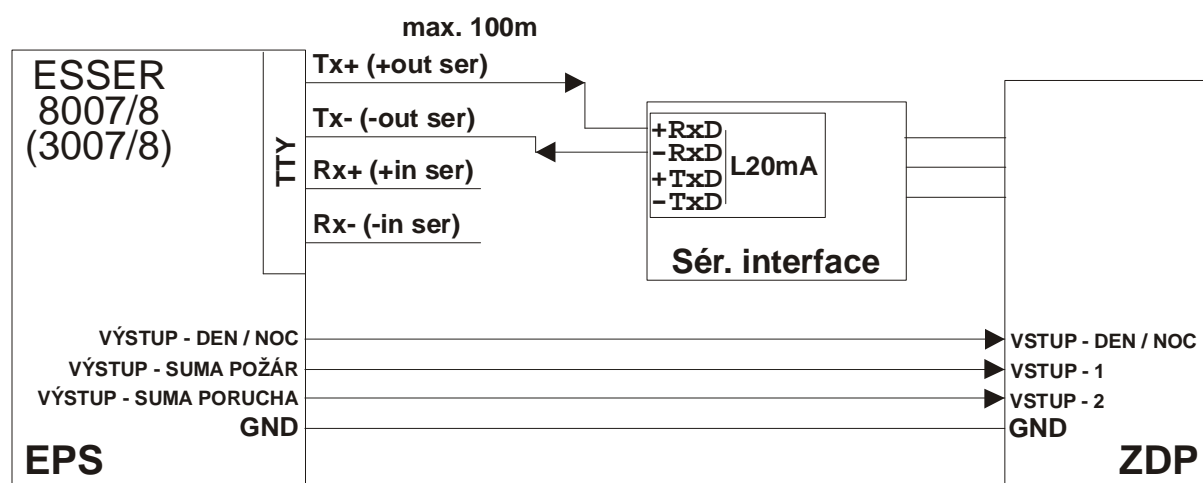 max. 100m
ESSER
8007/8
(3007/8)
TTY
Tx+ (+out ser)
Tx- (-out ser)
Rx+ (+in ser)
Rx- (-in ser)
+RxD
-RxD
+TxD
-TxD
L20mA
Sér. interface
VÝSTUP - DEN / NOC
VÝSTUP - SUMA POŽÁR
VÝSTUP - SUMA PORUCHA
GND
EPS
VSTUP - DEN / NOC
VSTUP - 1
VSTUP - 2
GND
ZDP